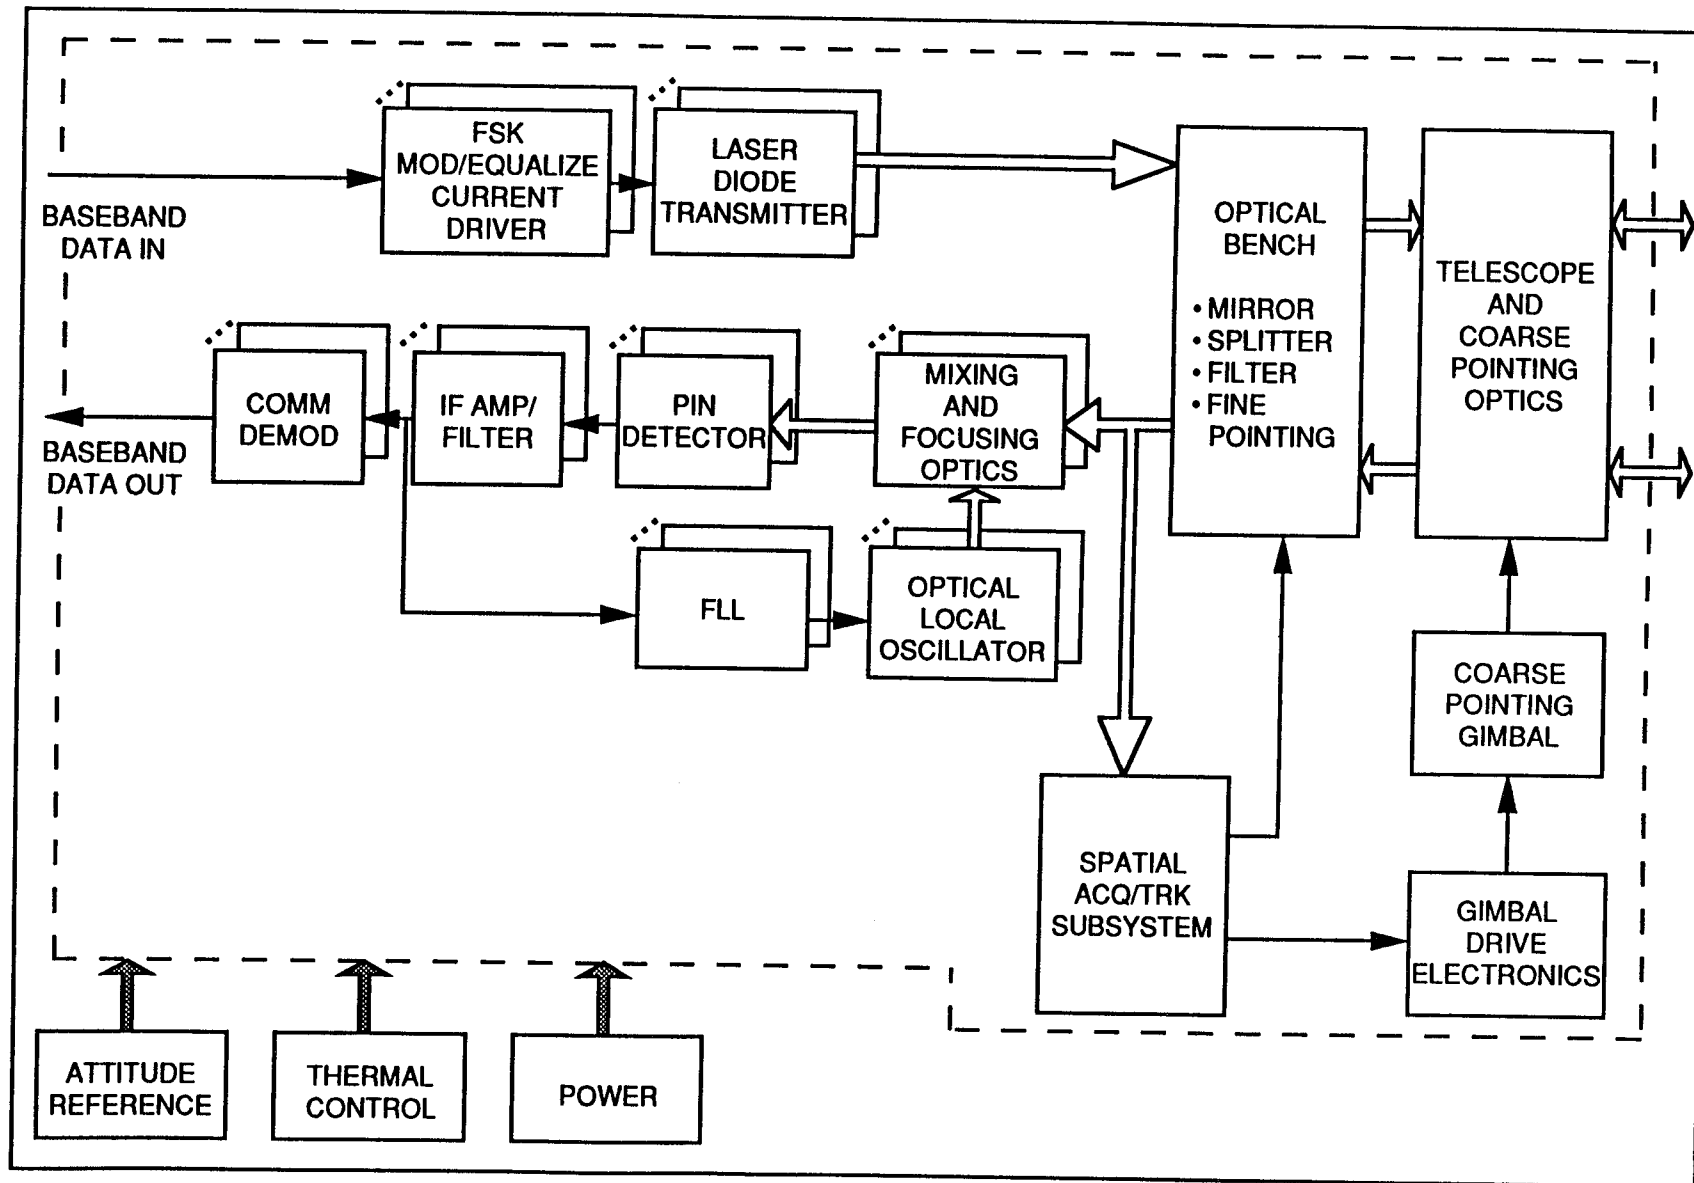 FSK
MOD/EQUALIZE
CURRENT
DRIVER
LASER
DIODE
TRANSMITTER
BASEBAND
DATA IN
OPTICAL
BENCH
• MIRROR
• SPLITTER
• FILTER
• FINE
POINTING
TELESCOPE
AND
COARSE
POINTING
OPTICS
COMM
DEMOD
IF AMP/
FILTER
PIN
DETECTOR
MIXING
AND
FOCUSING
OPTICS
BASEBAND
DATA OUT
FLL
OPTICAL
LOCAL
OSCILLATOR
COARSE
POINTING
GIMBAL
SPATIAL
ACQ/TRK
SUBSYSTEM
GIMBAL
DRIVE
ELECTRONICS
ATTITUDE
REFERENCE
THERMAL
CONTROL
POWER